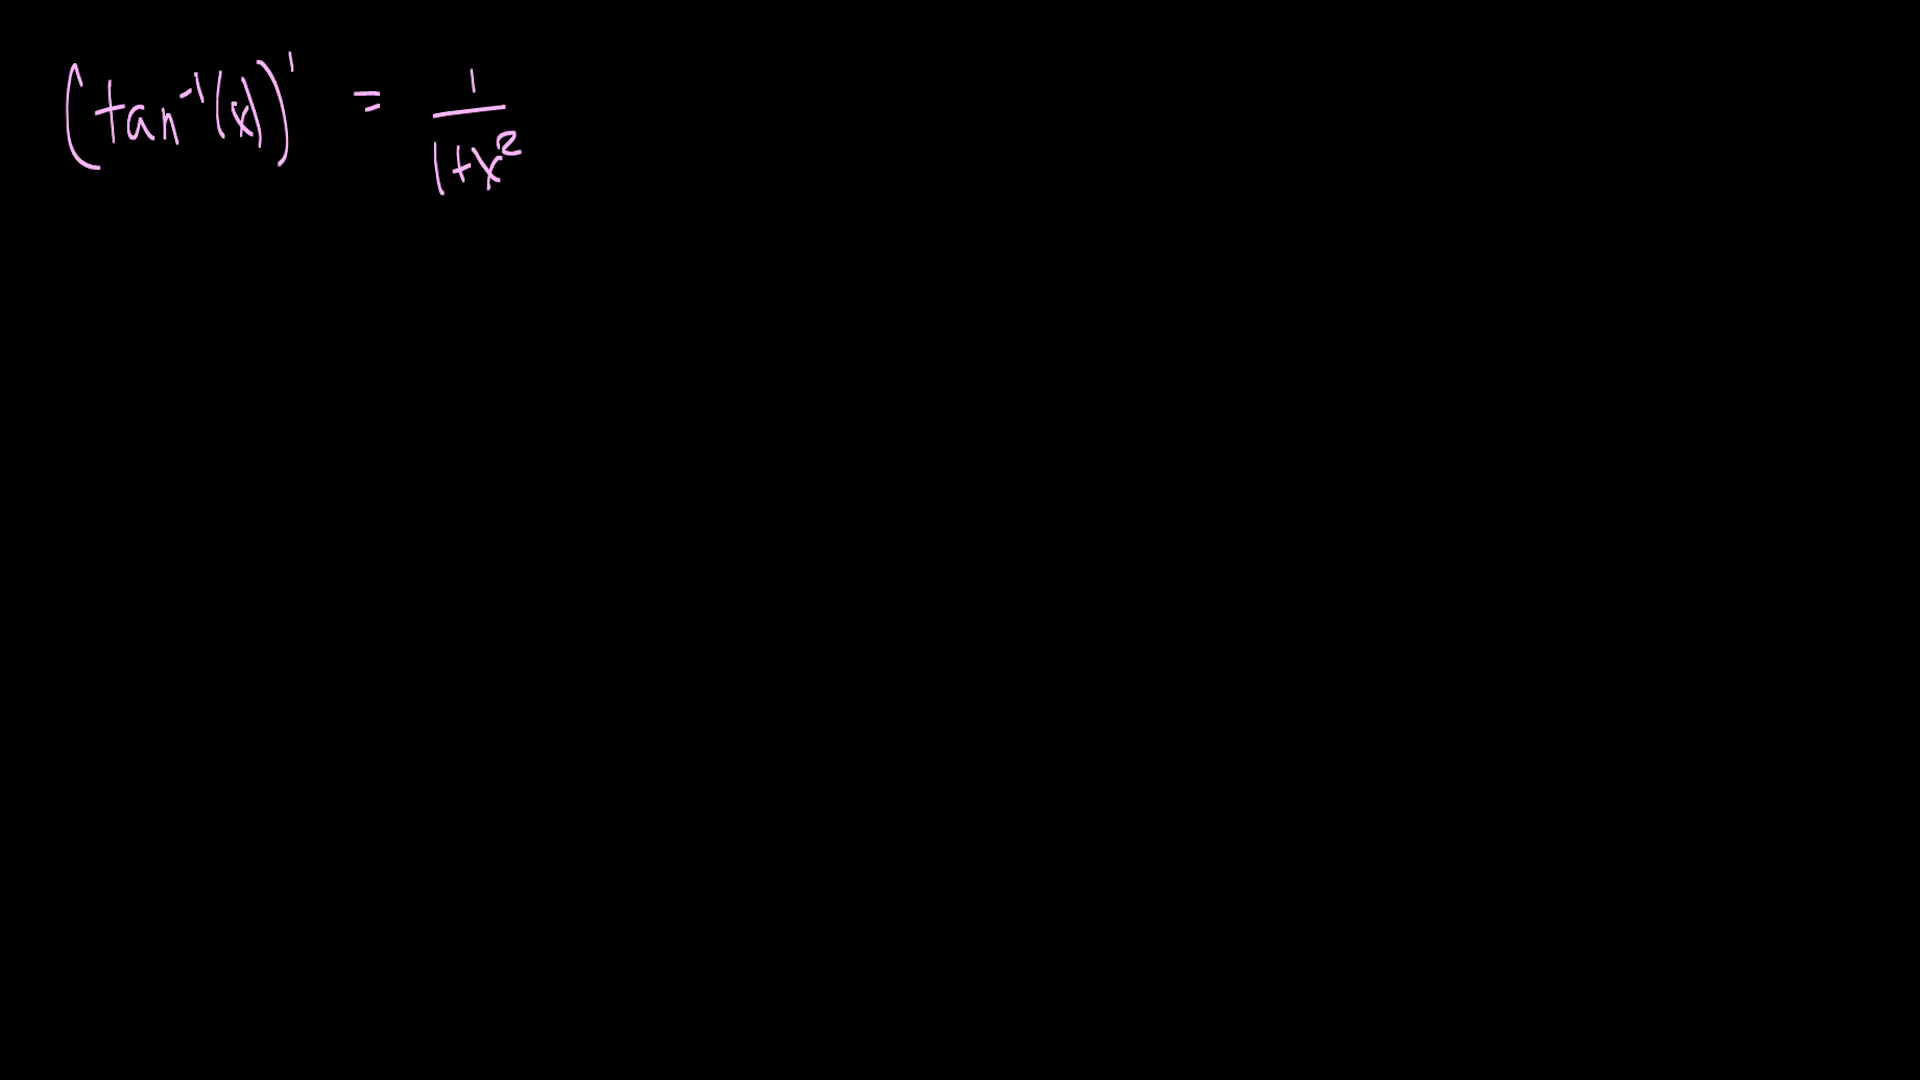 (tan⁻¹(x))' = 1/(1+x²)